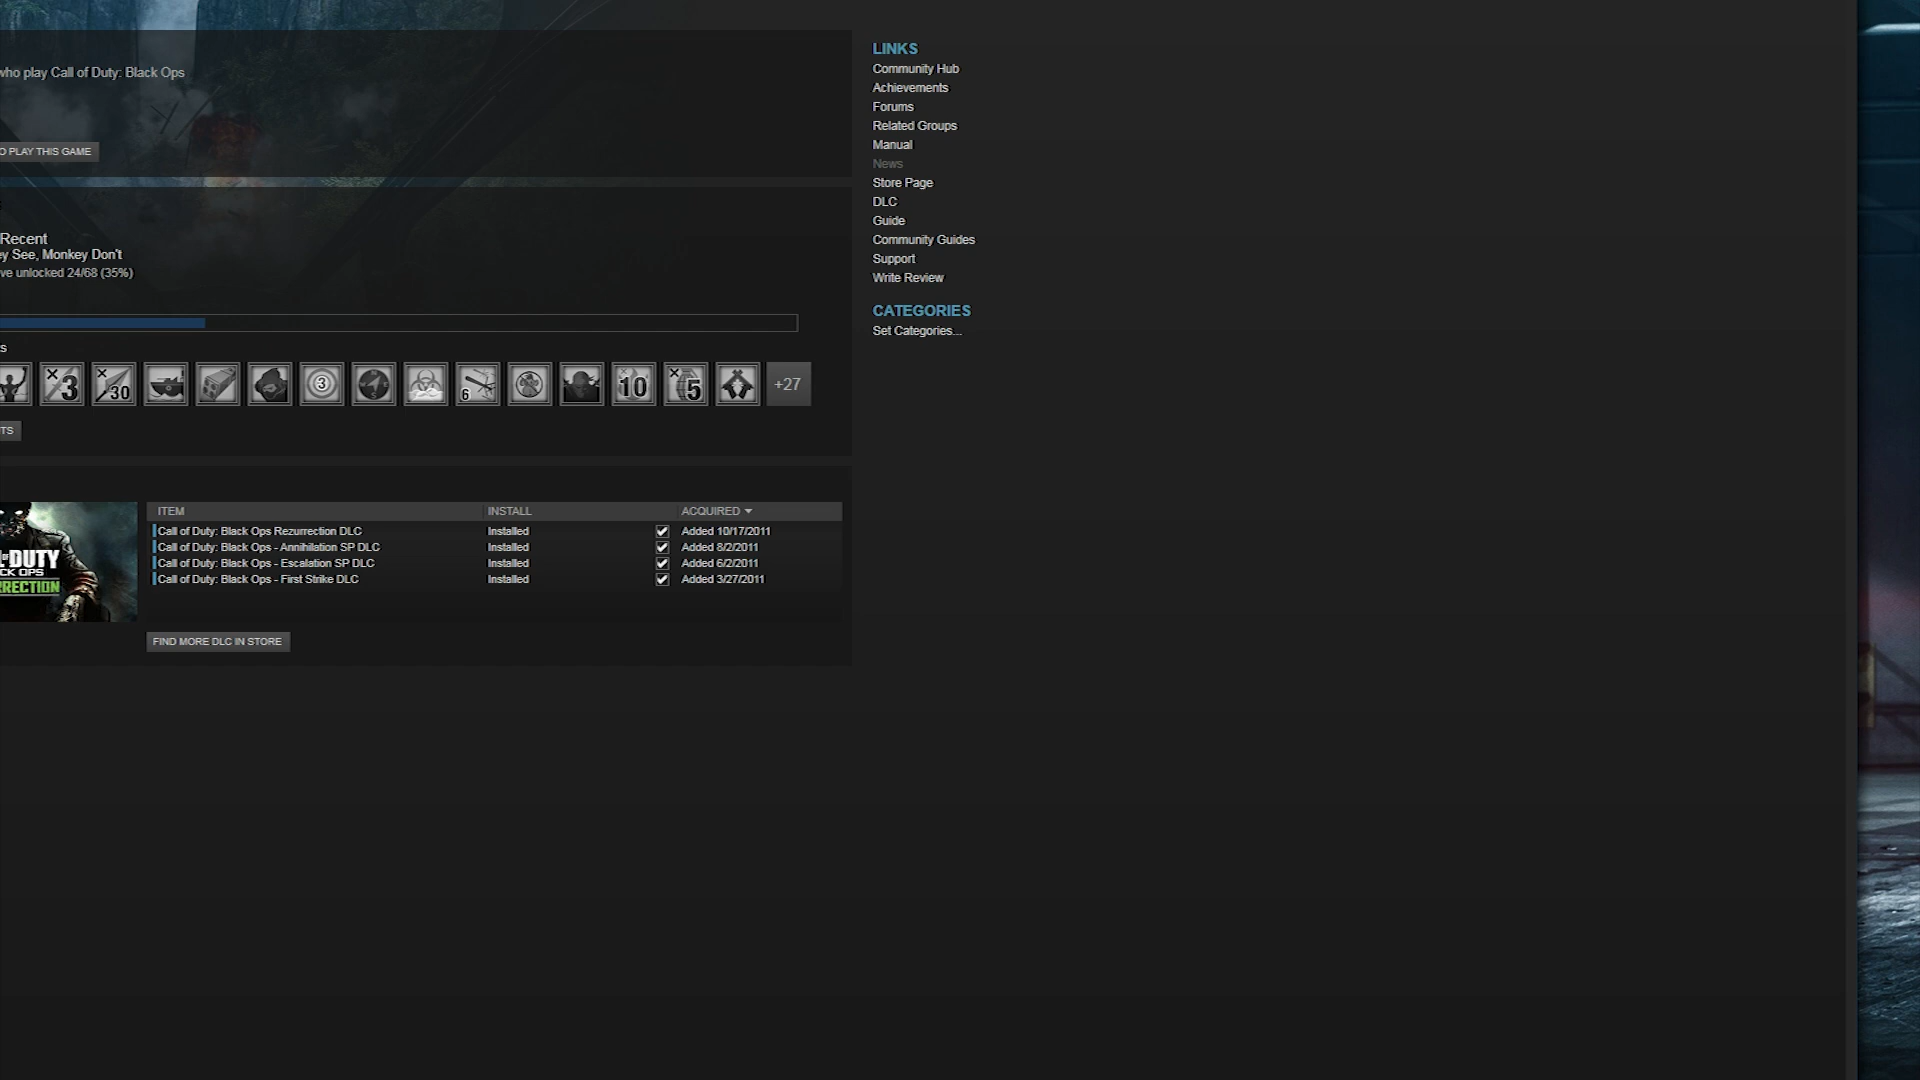 who play Call of Duty: Black Ops
O PLAY THIS GAME
Recent
ey See, Monkey Don't
ve unlocked 24/68 (35%)
s
3
30
3
6
10
5
+27
TS
OF
L DUTY
CK OPS
RRECTION
ITEM INSTALL ACQUIRED
Call of Duty: Black Ops Rezurrection DLC Installed Added 10/17/2011
Call of Duty: Black Ops - Annihilation SP DLC Installed Added 8/2/2011
Call of Duty: Black Ops - Escalation SP DLC Installed Added 6/2/2011
Call of Duty: Black Ops - First Strike DLC Installed Added 3/27/2011
FIND MORE DLC IN STORE
LINKS
Community Hub
Achievements
Forums
Related Groups
Manual
News
Store Page
DLC
Guide
Community Guides
Support
Write Review
CATEGORIES
Set Categories...